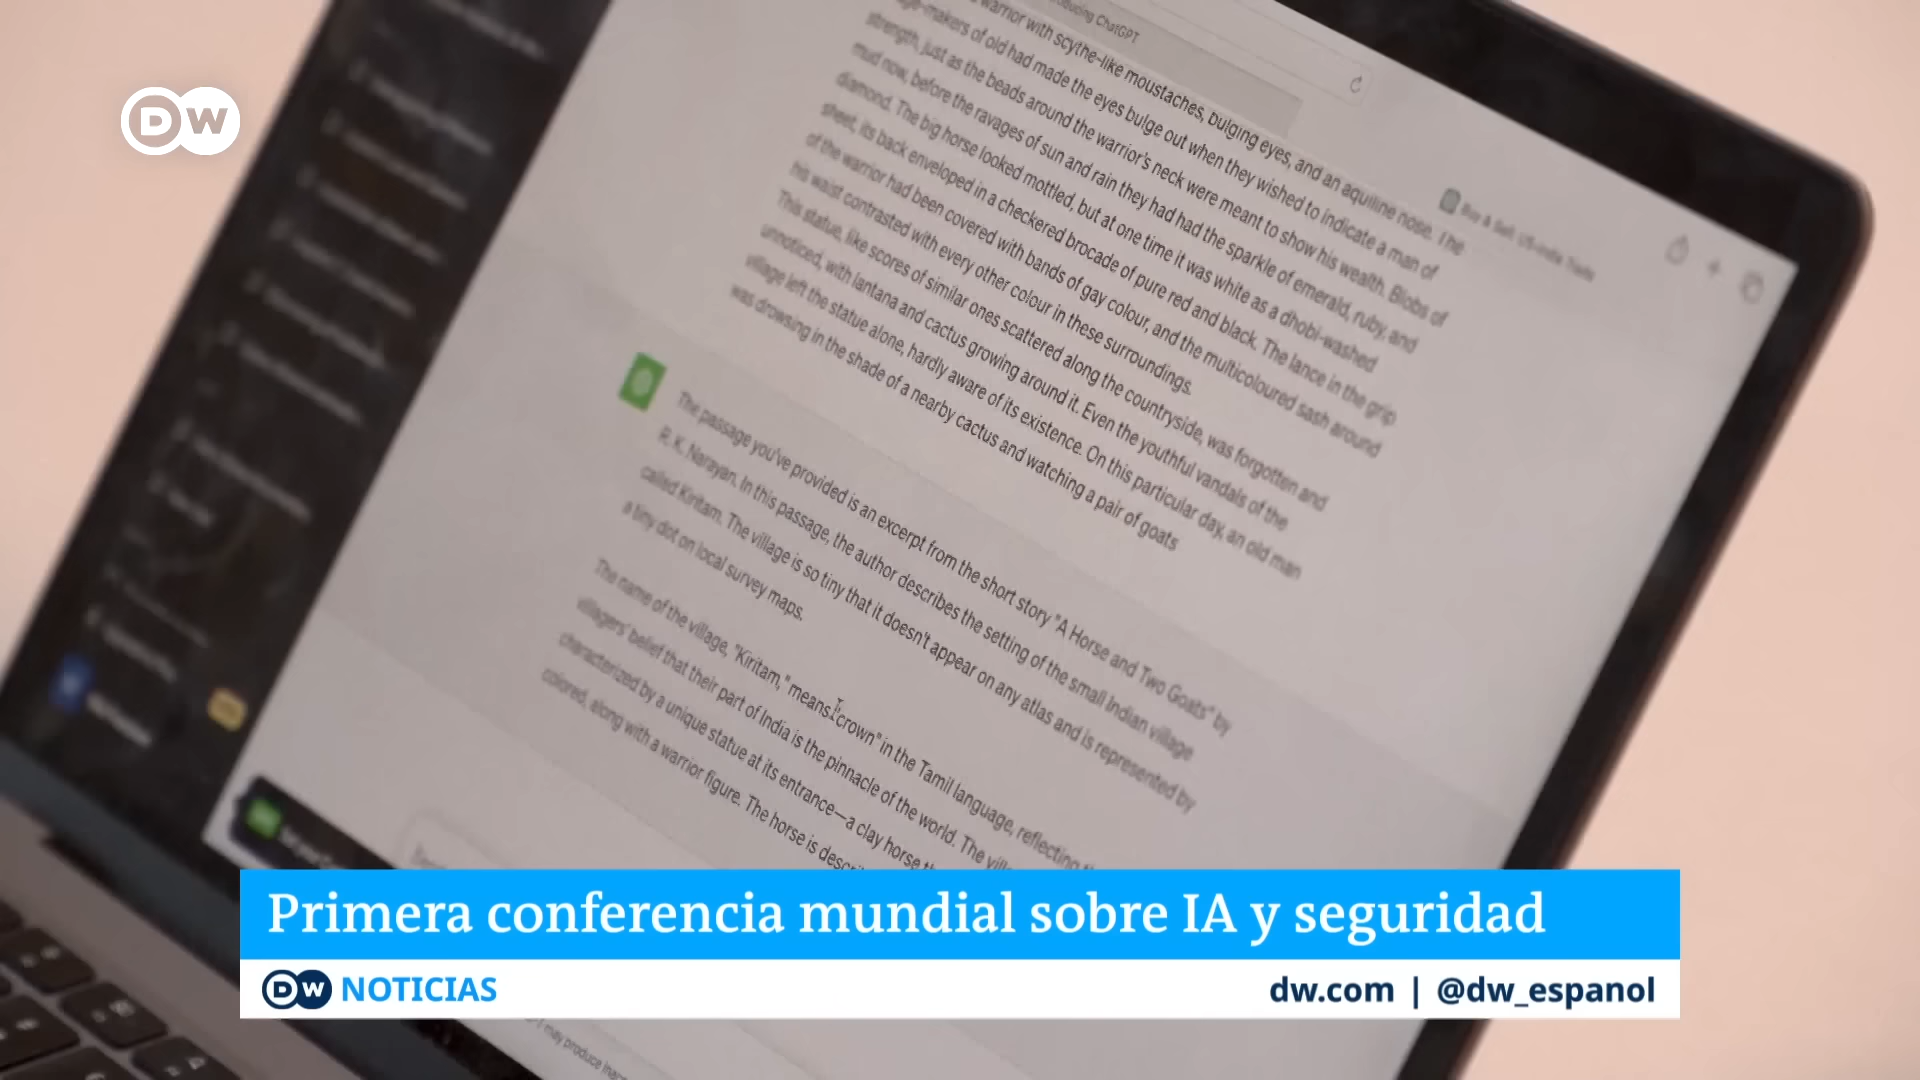 DW
Introducing ChatGPT
Buy & Sell: US-India Trade
warrior with scythe-like moustaches, bulging eyes, and an aquiline nose. The
-makers of old had made the eyes bulge out when they wished to indicate a man of
strength, just as the beads around the warrior's neck were meant to show his wealth. Blobs of
mud now, before the ravages of sun and rain they had had the sparkle of emerald, ruby, and
diamond. The big horse looked mottled, but at one time it was white as a dhobi-washed
sheet, its back enveloped in a checkered brocade of pure red and black. The lance in the grip
of the warrior had been covered with bands of gay colour, and the multicoloured sash around
his waist contrasted with every other colour in these surroundings.
This statue, like scores of similar ones scattered along the countryside, was forgotten and
unnoticed, with lantana and cactus growing around it. Even the youthful vandals of the
village left the statue alone, hardly aware of its existence. On this particular day, an old man
was drowsing in the shade of a nearby cactus and watching a pair of goats
The passage you've provided is an excerpt from the short story "A Horse and Two Goats" by
R. K. Narayan. In this passage, the author describes the setting of the small Indian village
called Kiritam. The village is so tiny that it doesn't appear on any atlas and is represented by
a tiny dot on local survey maps.
The name of the village, "Kiritam," means "crown" in the Tamil language, reflecting
villagers' belief that their part of India is the pinnacle of the world. The
characterized by a unique statue at its entrance—a clay horse
colored, along with a warrior figure. The horse is
may produce
Primera conferencia mundial sobre IA y seguridad
DW NOTICIAS
dw.com | @dw_espanol